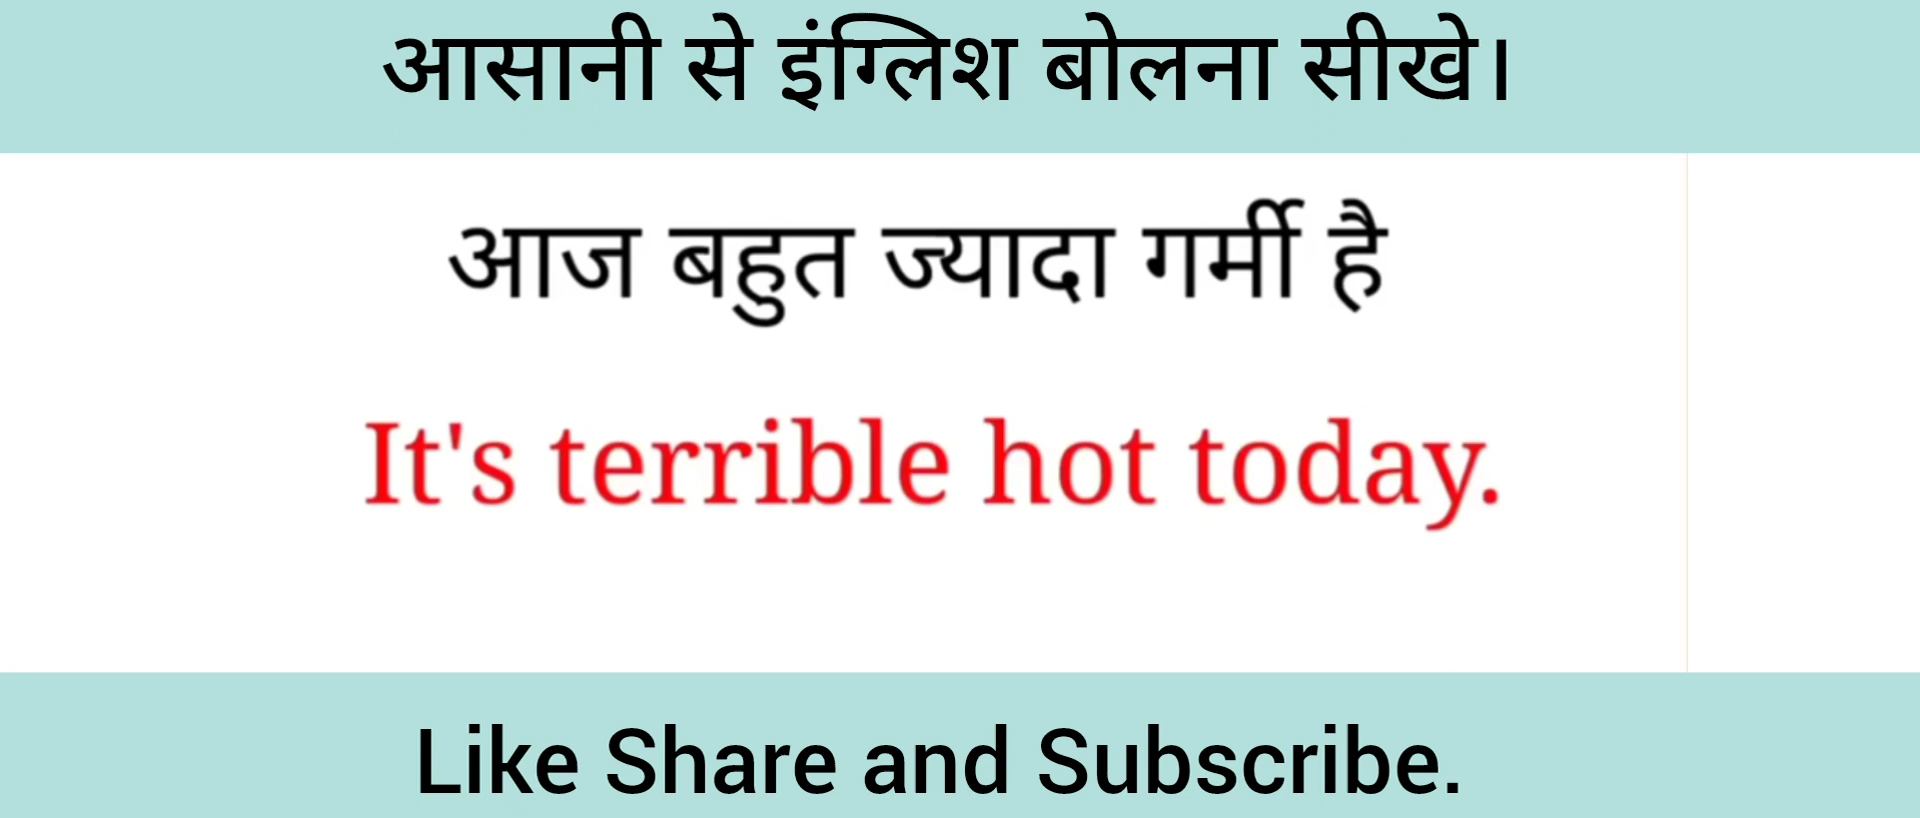 आसानी से इंग्लिश बोलना सीखे।
आज बहुत ज्यादा गर्मी है
It's terrible hot today.
Like Share and Subscribe.